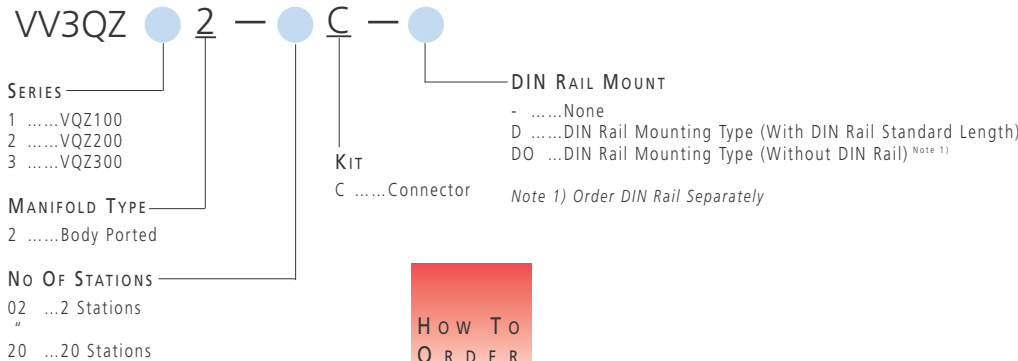 VV3QZ 2 — C —
SERIES
1 ......VQZ100
2 ......VQZ200
3 ......VQZ300
MANIFOLD TYPE
2 ......Body Ported
NO OF STATIONS
02 ...2 Stations
"
20 ...20 Stations
KIT
C ......Connector
DIN RAIL MOUNT
- ......None
D ......DIN Rail Mounting Type (With DIN Rail Standard Length)
DO ...DIN Rail Mounting Type (Without DIN Rail) Note 1)
Note 1) Order DIN Rail Separately
HOW TO
ORDER